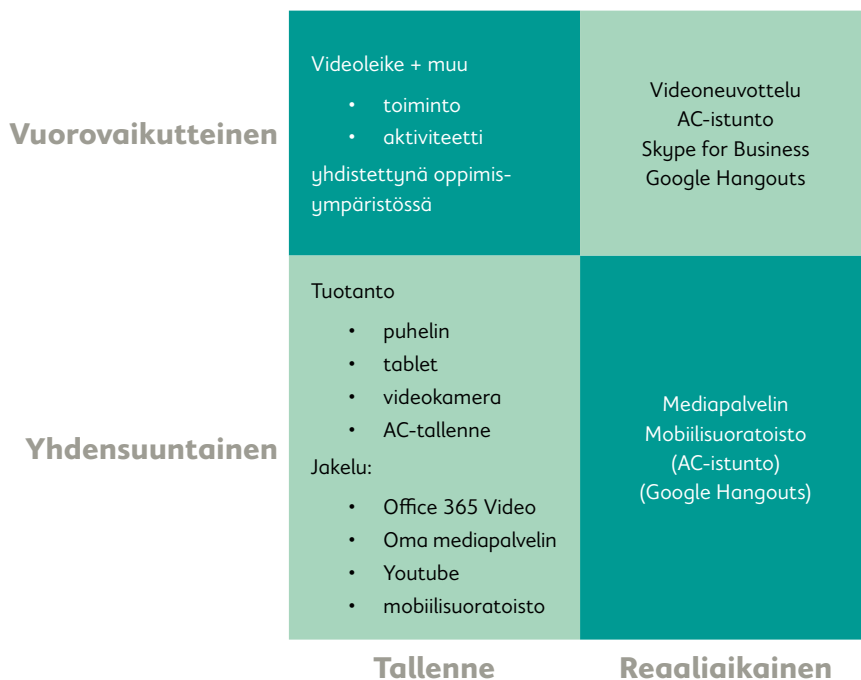 Vuorovaikutteinen
Videoleike + muu
• toiminto
• aktiviteetti
yhdistettynä oppimis-
ympäristössä
Videoneuvottelu
AC-istunto
Skype for Business
Google Hangouts
Yhdensuuntainen
Tuotanto
• puhelin
• tablet
• videokamera
• AC-tallenne
Jakelu:
• Office 365 Video
• Oma mediapalvelin
• Youtube
• mobiilisuoratoisto
Mediapalvelin
Mobiilisuoratoisto
(AC-istunto)
(Google Hangouts)
Tallenne
Reaaliaikainen